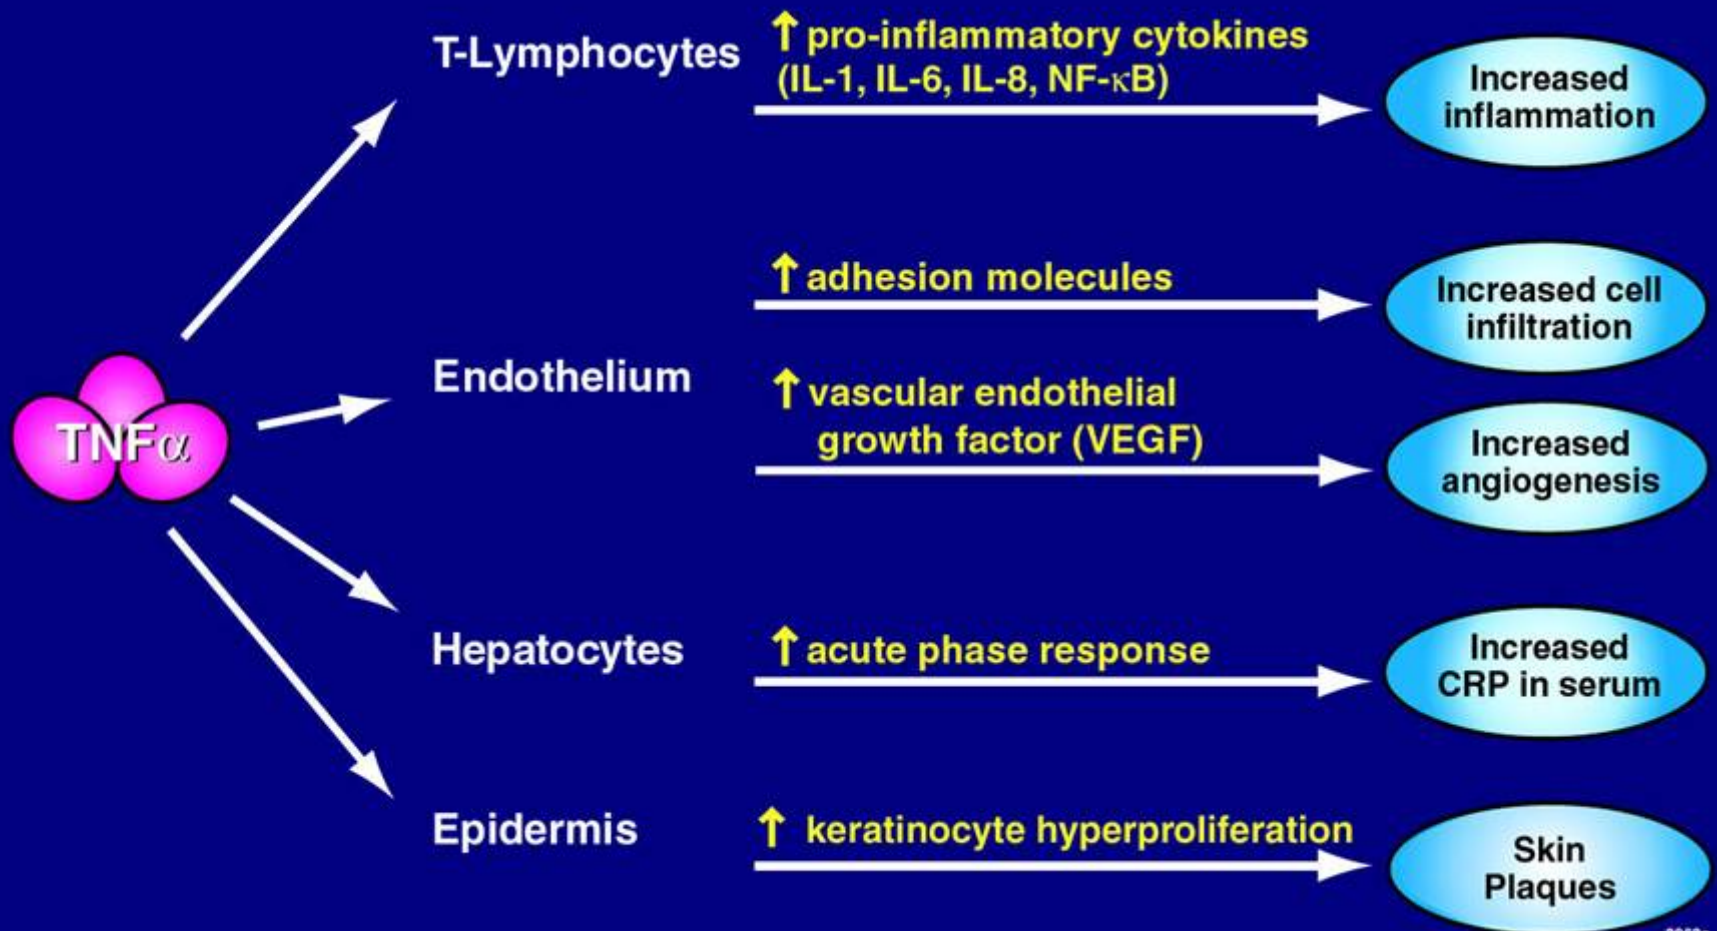 T-Lymphocytes
↑ pro-inflammatory cytokines
(IL-1, IL-6, IL-8, NF-κB)
Increased
inflammation
↑ adhesion molecules
Increased cell
infiltration
Endothelium
↑ vascular endothelial
growth factor (VEGF)
Increased
angiogenesis
TNFα
Hepatocytes
↑ acute phase response
Increased
CRP in serum
Epidermis
↑ keratinocyte hyperproliferation
Skin
Plaques